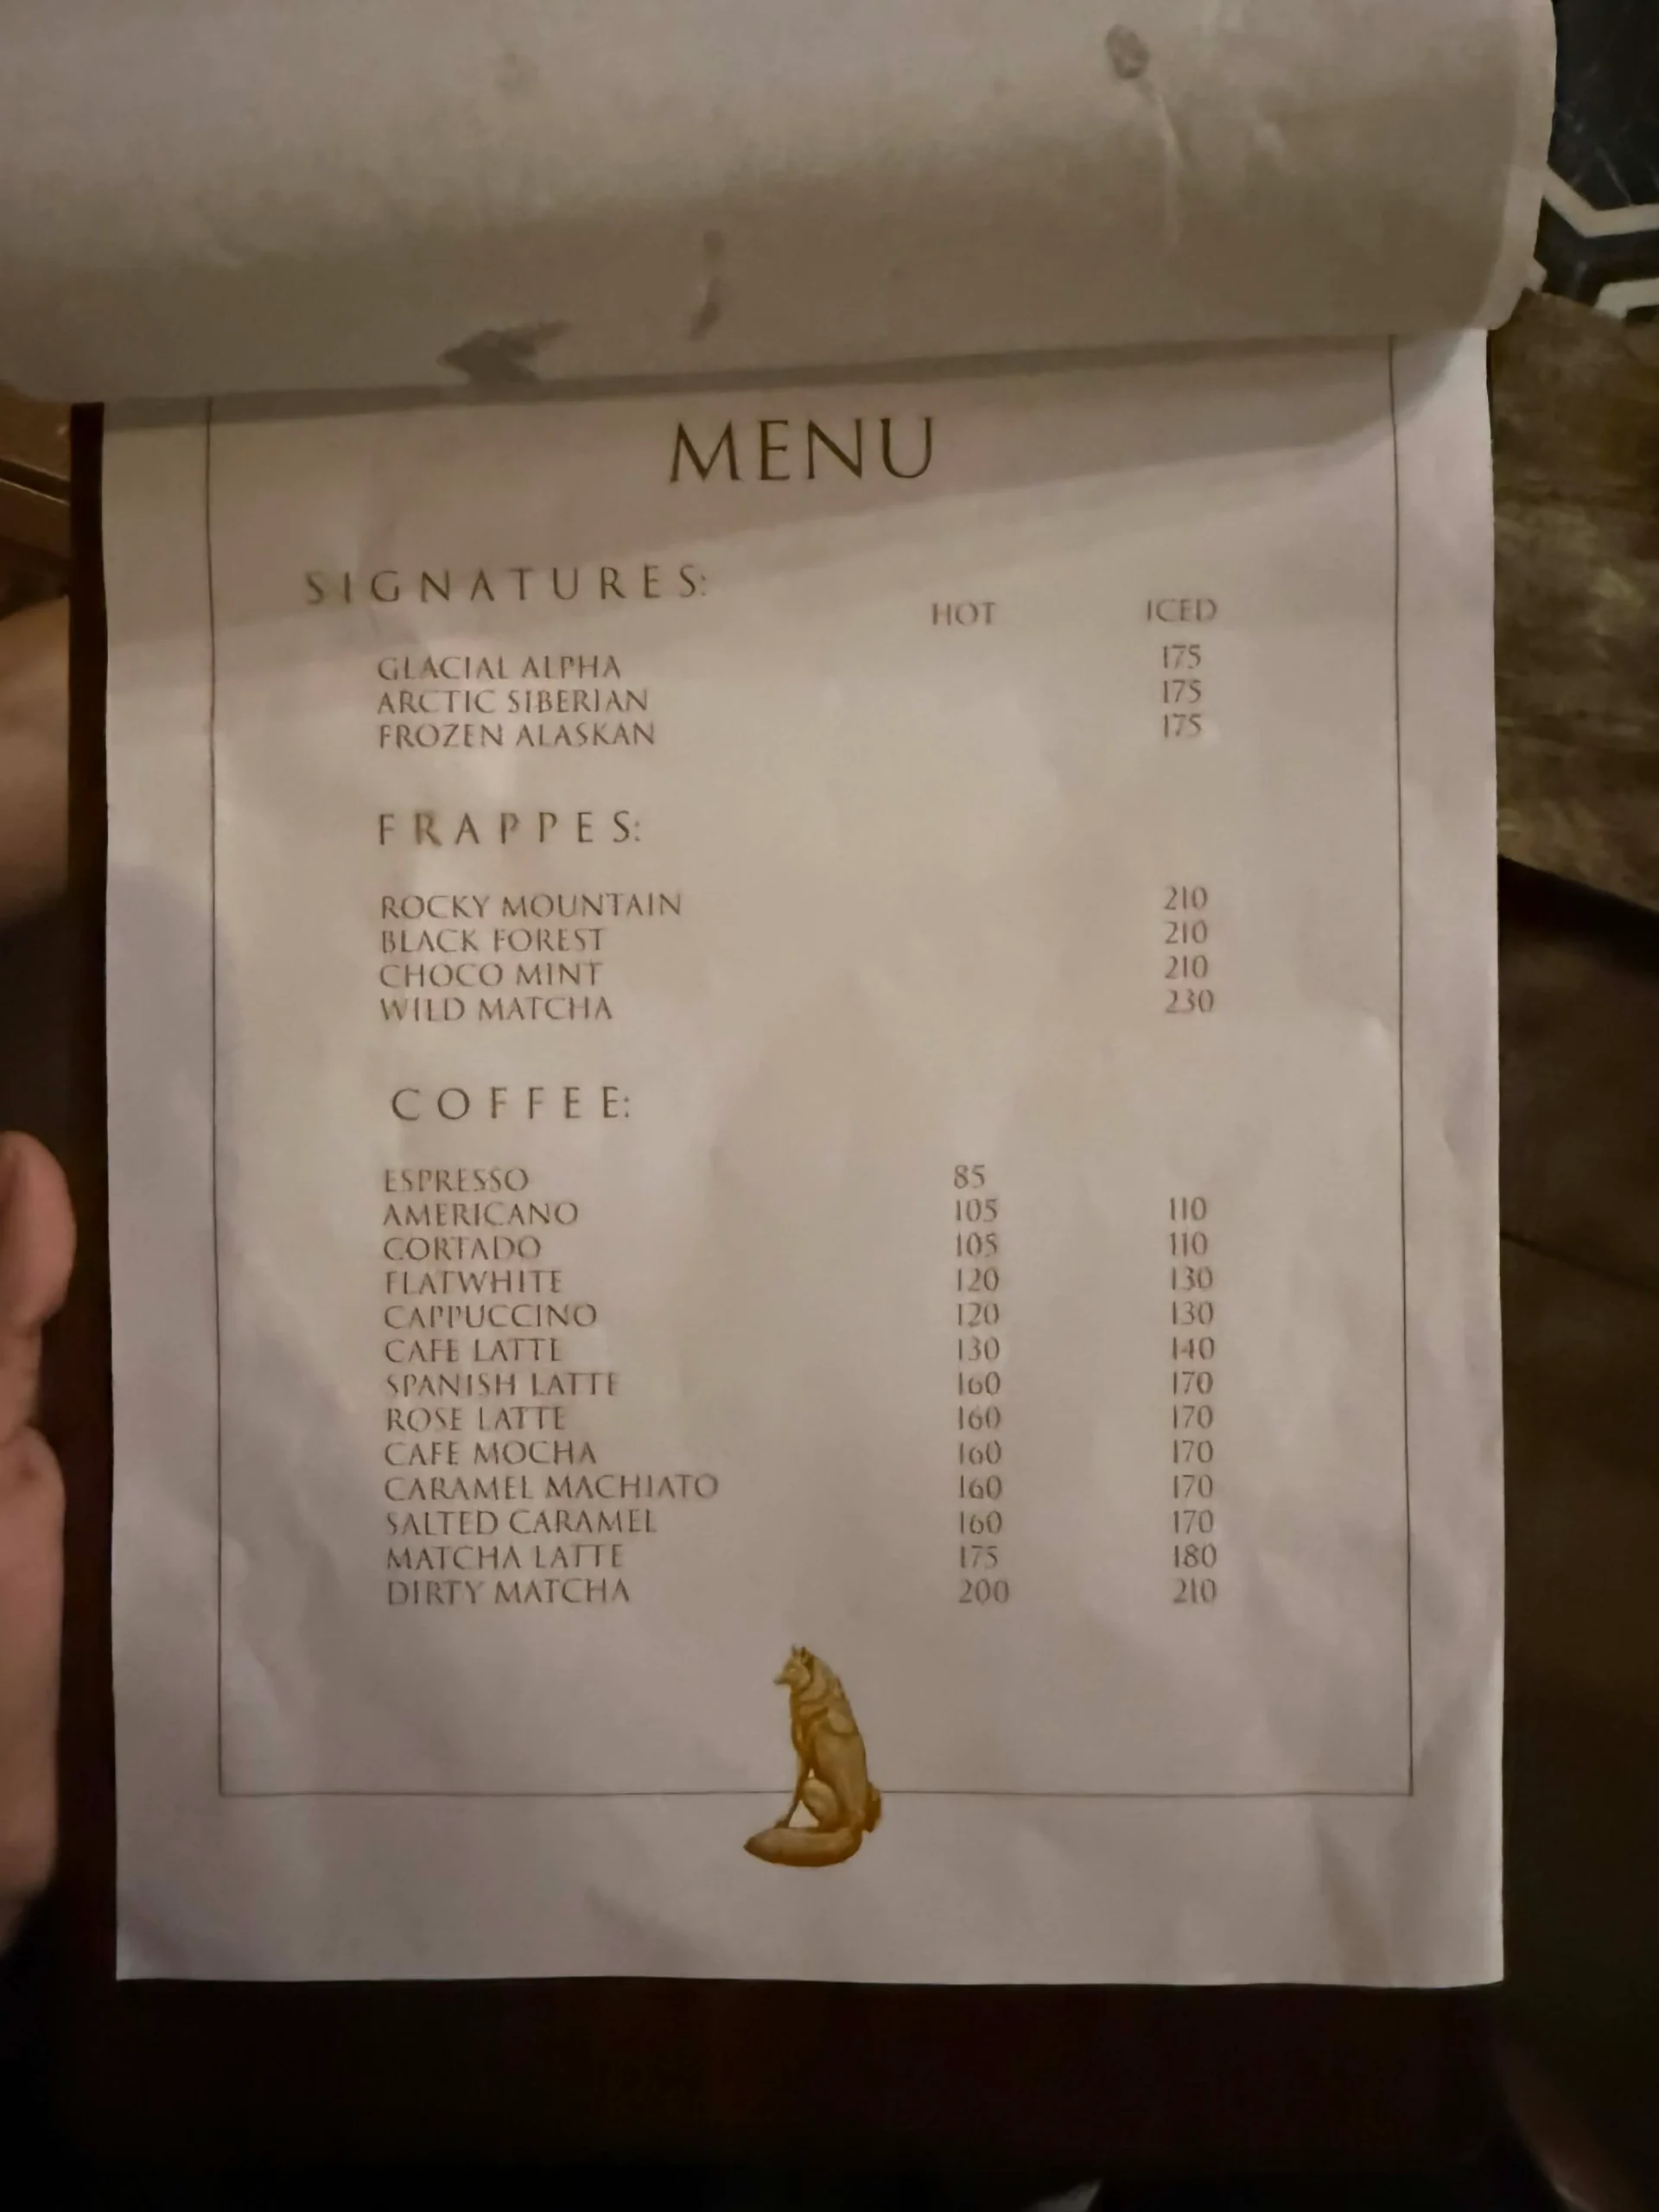 MENU
SIGNATURES:
HOT ICED
GLACIAL ALPHA 175
ARCTIC SIBERIAN 175
FROZEN ALASKAN 175
FRAPPES:
ROCKY MOUNTAIN 210
BLACK FOREST 210
CHOCO MINT 210
WILD MATCHA 230
COFFEE:
ESPRESSO 85
AMERICANO 105 110
CORTADO 105 110
FLATWHITE 120 130
CAPPUCCINO 120 130
CAFE LATTE 130 140
SPANISH LATTE 160 170
ROSE LATTE 160 170
CAFE MOCHA 160 170
CARAMEL MACHIATO 160 170
SALTED CARAMEL 160 170
MATCHA LATTE 175 180
DIRTY MATCHA 200 210